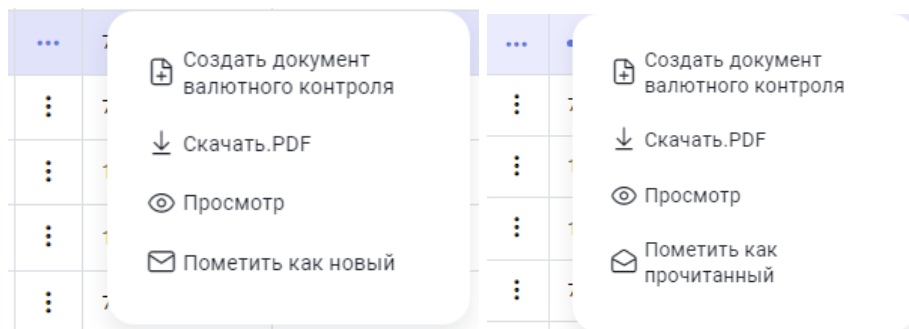 Создать документ
валютного контроля
Скачать.PDF
Просмотр
Пометить как новый
Создать документ
валютного контроля
Скачать.PDF
Просмотр
Пометить как
прочитанный